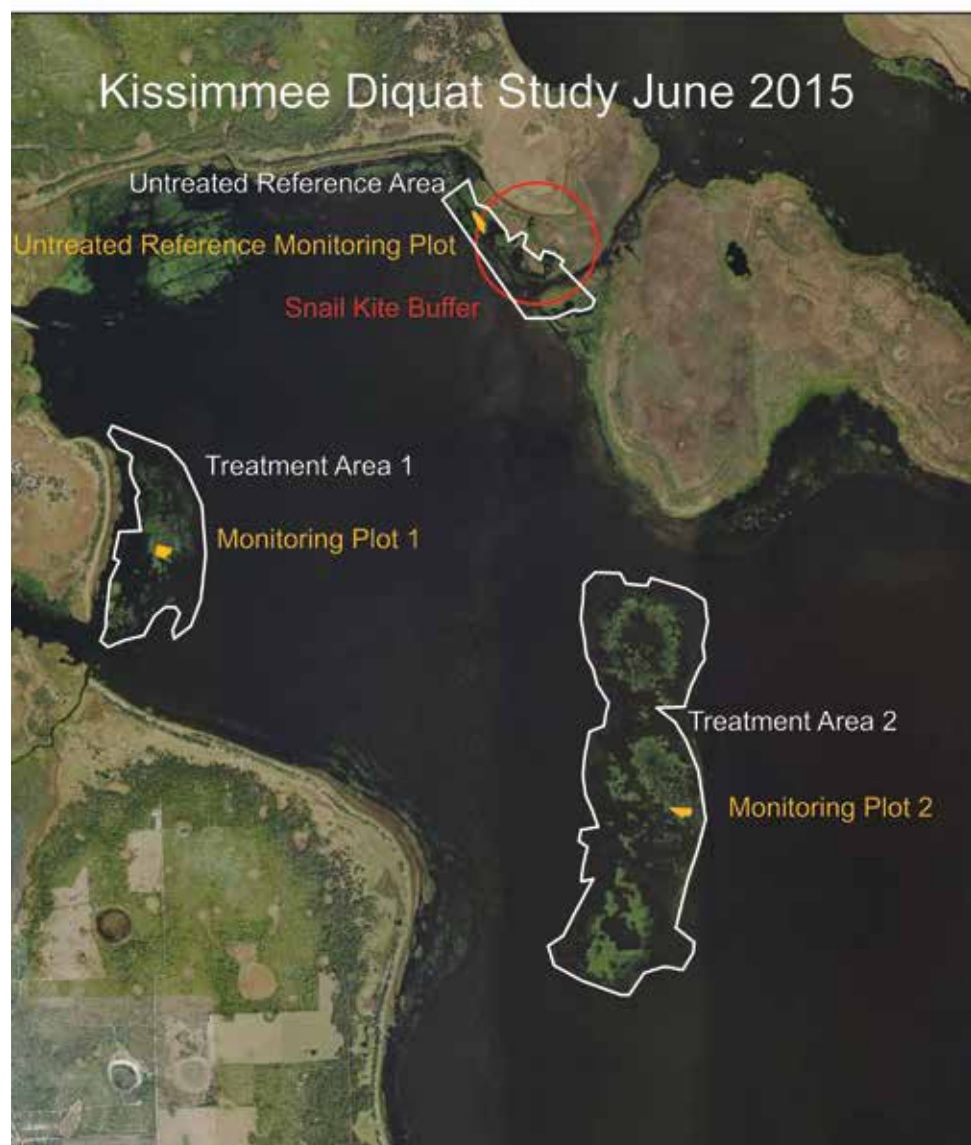 Kissimmee Diquat Study June 2015
Untreated Reference Area
Untreated Reference Monitoring Plot
Snail Kite Buffer
Treatment Area 1
Monitoring Plot 1
Treatment Area 2
Monitoring Plot 2